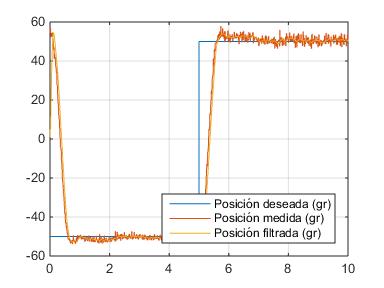 60
40
20
0
-20
-40
-60
Posición deseada (gr)
Posición medida (gr)
Posición filtrada (gr)
0 2 4 6 8 10